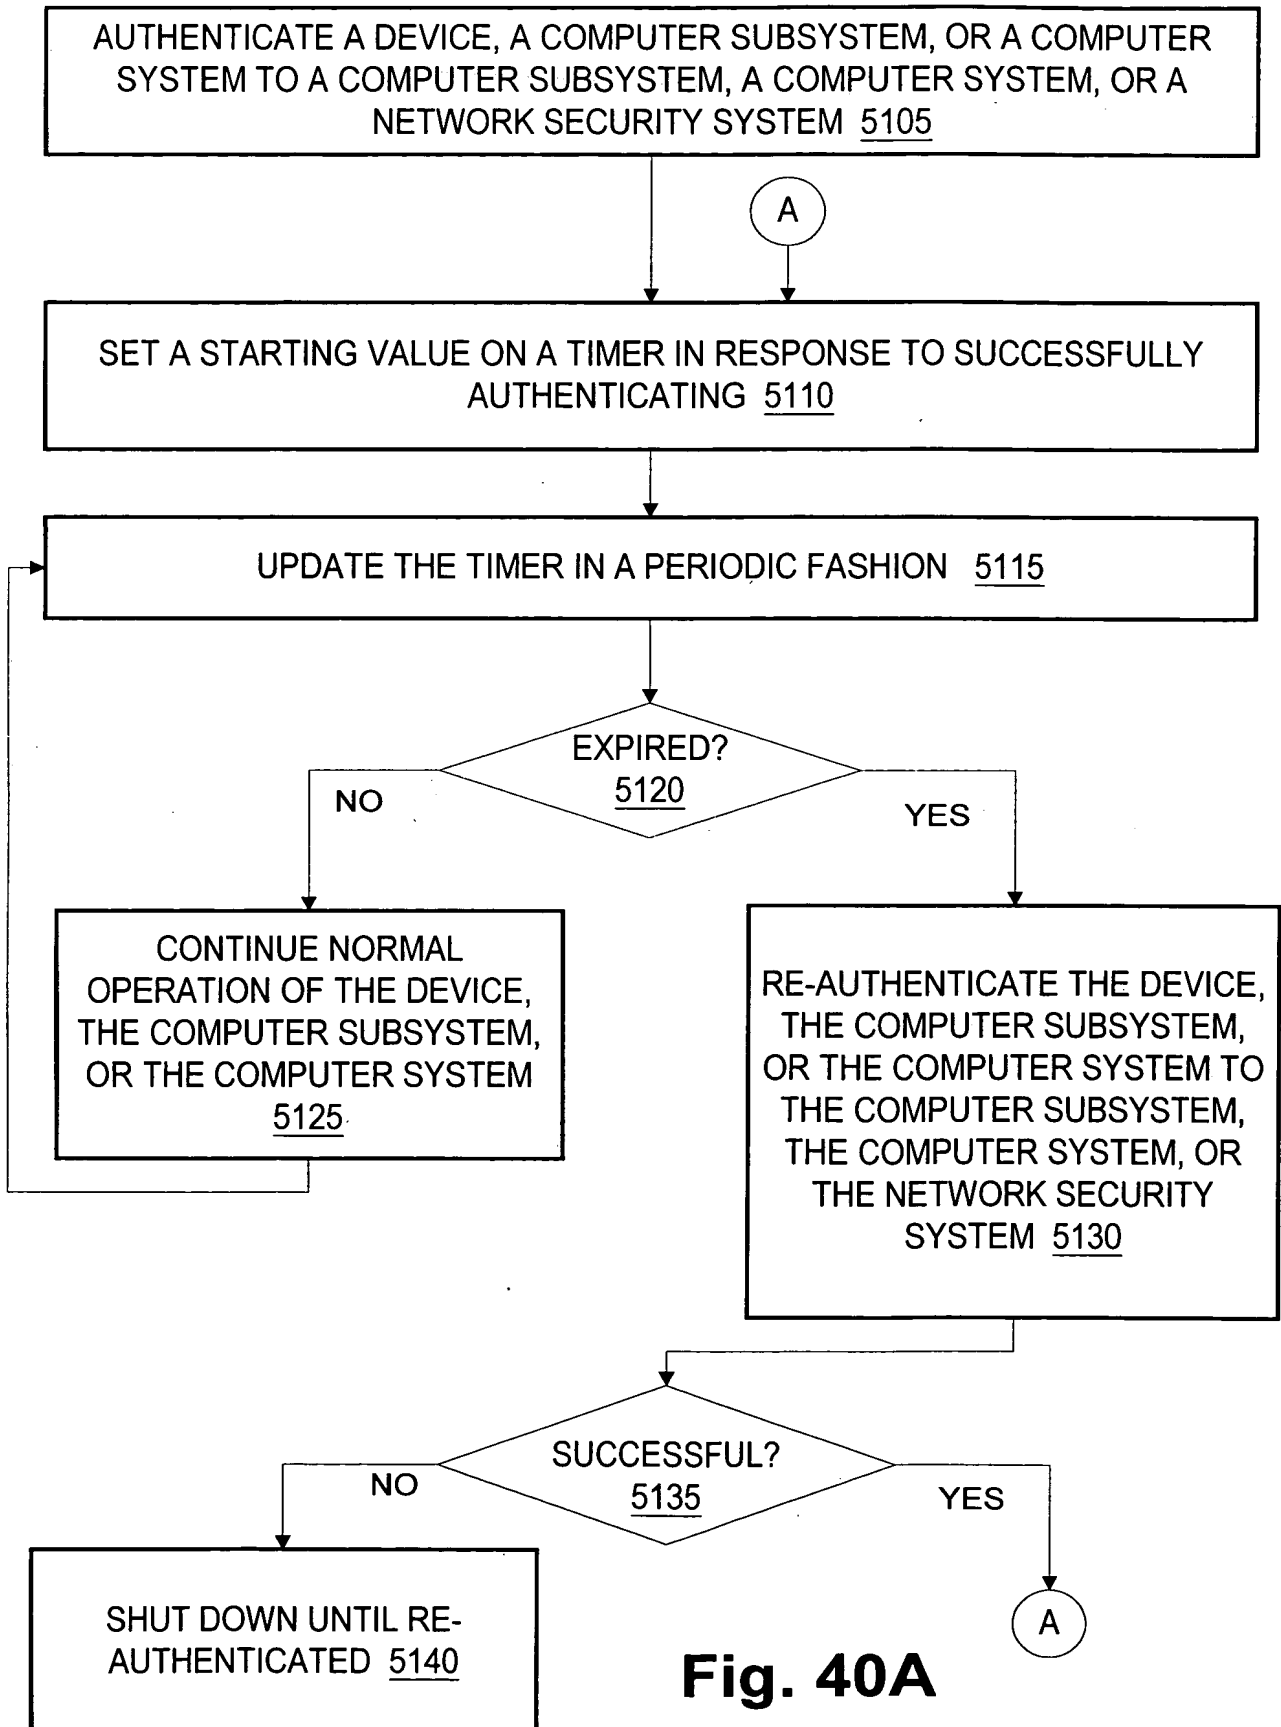 AUTHENTICATE A DEVICE, A COMPUTER SUBSYSTEM, OR A COMPUTER
SYSTEM TO A COMPUTER SUBSYSTEM, A COMPUTER SYSTEM, OR A
NETWORK SECURITY SYSTEM 5105
A
SET A STARTING VALUE ON A TIMER IN RESPONSE TO SUCCESSFULLY
AUTHENTICATING 5110
UPDATE THE TIMER IN A PERIODIC FASHION 5115
EXPIRED?
5120
NO
YES
CONTINUE NORMAL
OPERATION OF THE DEVICE,
THE COMPUTER SUBSYSTEM,
OR THE COMPUTER SYSTEM
5125
RE-AUTHENTICATE THE DEVICE,
THE COMPUTER SUBSYSTEM,
OR THE COMPUTER SYSTEM TO
THE COMPUTER SUBSYSTEM,
THE COMPUTER SYSTEM, OR
THE NETWORK SECURITY
SYSTEM 5130
SUCCESSFUL?
5135
NO
YES
SHUT DOWN UNTIL RE-
AUTHENTICATED 5140
A
Fig. 40A